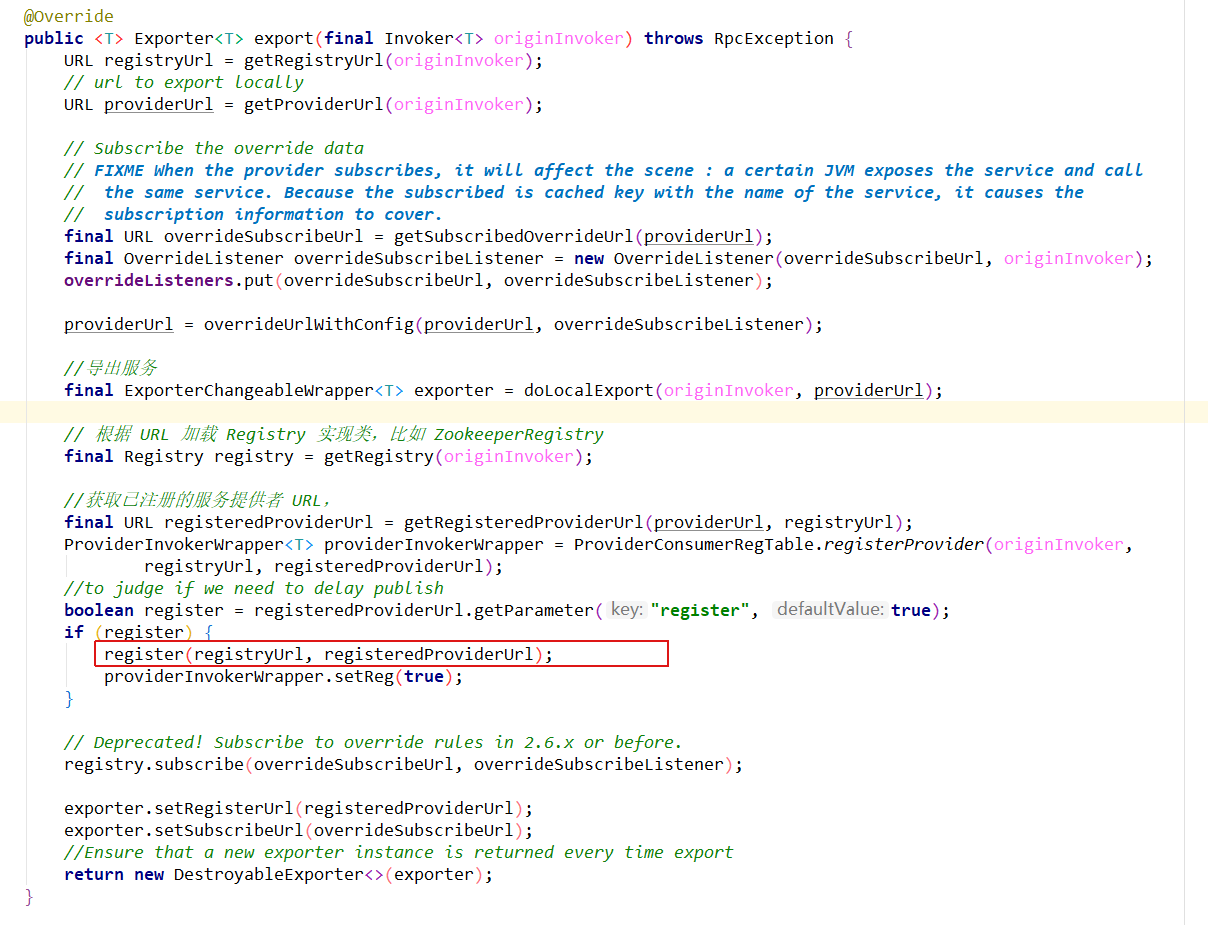 @Override
public <T> Exporter<T> export(final Invoker<T> originInvoker) throws RpcException {
URL registryUrl = getRegistryUrl(originInvoker);
// url to export locally
URL providerUrl = getProviderUrl(originInvoker);
// Subscribe the override data
// FIXME When the provider subscribes, it will affect the scene : a certain JVM exposes the service and call
//  the same service. Because the subscribed is cached key with the name of the service, it causes the
//  subscription information to cover.
final URL overrideSubscribeUrl = getSubscribedOverrideUrl(providerUrl);
final OverrideListener overrideSubscribeListener = new OverrideListener(overrideSubscribeUrl, originInvoker);
overrideListeners.put(overrideSubscribeUrl, overrideSubscribeListener);
providerUrl = overrideUrlWithConfig(providerUrl, overrideSubscribeListener);
//导出服务
final ExporterChangeableWrapper<T> exporter = doLocalExport(originInvoker, providerUrl);
// 根据 URL 加载 Registry 实现类，比如 ZookeeperRegistry
final Registry registry = getRegistry(originInvoker);
//获取已注册的服务提供者 URL，
final URL registeredProviderUrl = getRegisteredProviderUrl(providerUrl, registryUrl);
ProviderInvokerWrapper<T> providerInvokerWrapper = ProviderConsumerRegTable.registerProvider(originInvoker,
registryUrl, registeredProviderUrl);
//to judge if we need to delay publish
boolean register = registeredProviderUrl.getParameter( key: "register", defaultValue: true);
if (register) {
register(registryUrl, registeredProviderUrl);
providerInvokerWrapper.setReg(true);
}
// Deprecated! Subscribe to override rules in 2.6.x or before.
registry.subscribe(overrideSubscribeUrl, overrideSubscribeListener);
exporter.setRegisterUrl(registeredProviderUrl);
exporter.setSubscribeUrl(overrideSubscribeUrl);
//Ensure that a new exporter instance is returned every time export
return new DestroyableExporter<>(exporter);
}